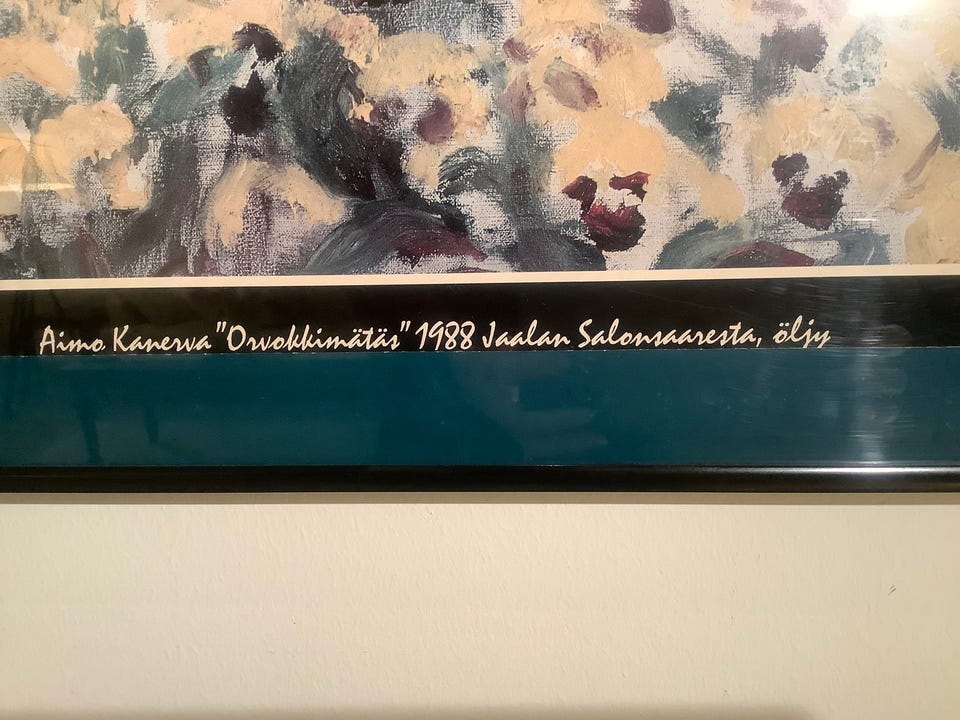 Aimo Kanerva "Orvokkimätäs" 1988 Jaalan Salonsaaresta, öljy